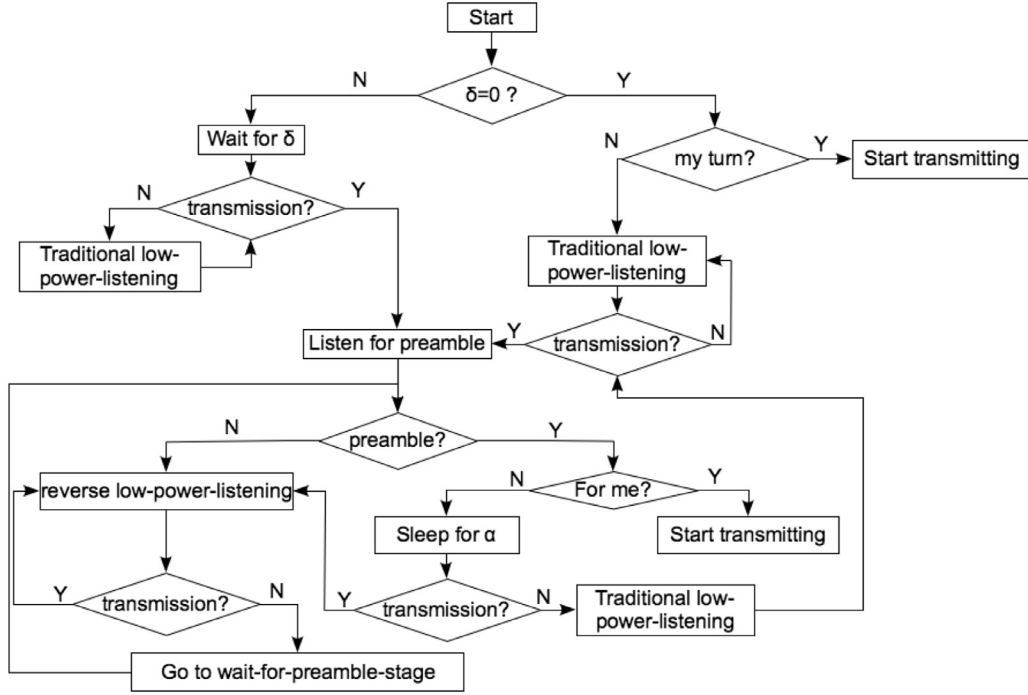 Start
N
δ=0 ?
Y
Wait for δ
N
my turn?
Y
Start transmitting
N
transmission?
Y
Traditional low-
power-listening
Traditional low-
power-listening
Listen for preamble
Y
transmission?
N
N
preamble?
Y
reverse low-power-listening
N
For me?
Y
Sleep for α
Start transmitting
Y
transmission?
N
Y
transmission?
N
Traditional low-
power-listening
Go to wait-for-preamble-stage